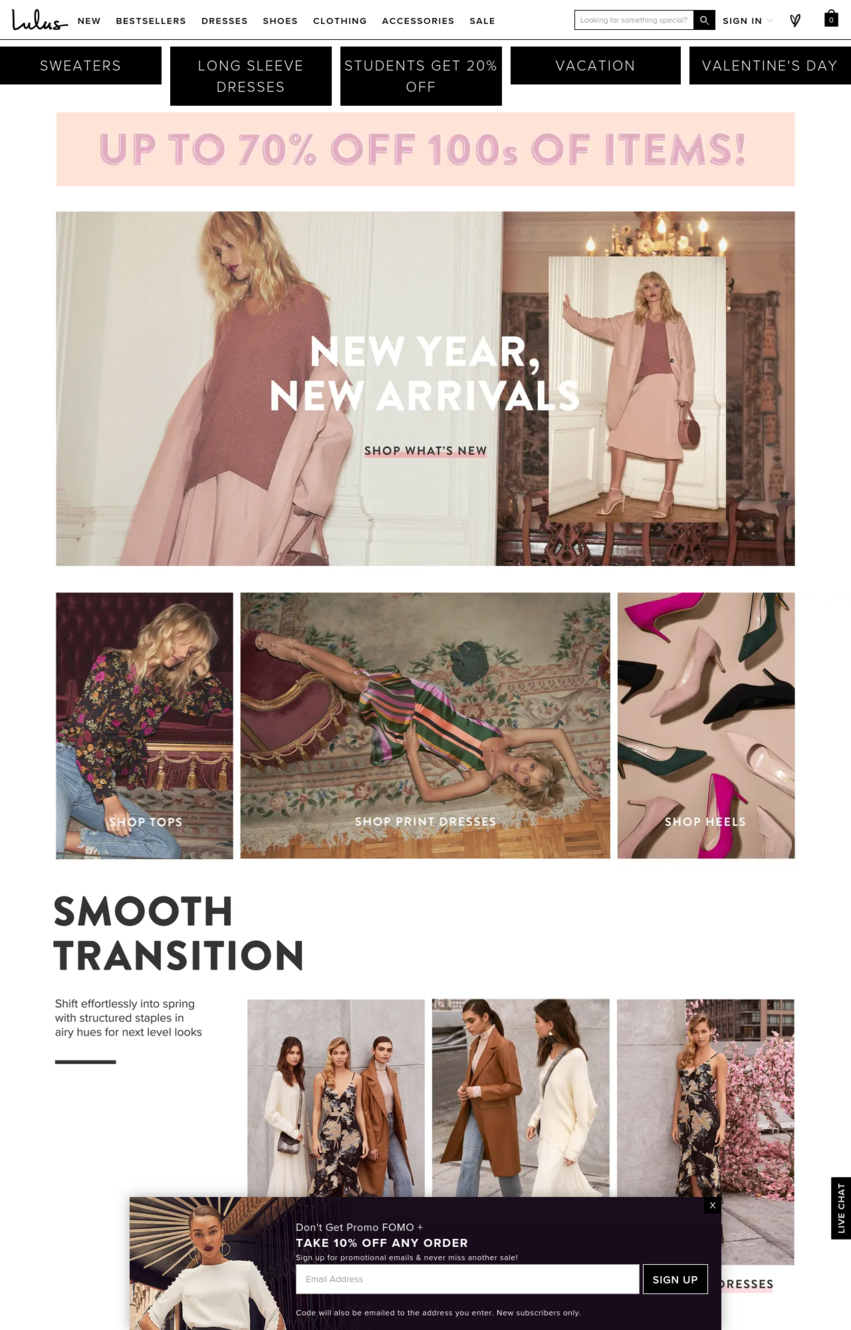 Lulus
NEW BESTSELLERS DRESSES SHOES CLOTHING ACCESSORIES SALE
Looking for something special?
SIGN IN
0
SWEATERS
LONG SLEEVE
DRESSES
STUDENTS GET 20%
OFF
VACATION
VALENTINE'S DAY
UP TO 70% OFF 100s OF ITEMS!
NEW YEAR,
NEW ARRIVALS
SHOP WHAT'S NEW
SHOP TOPS
SHOP PRINT DRESSES
SHOP HEELS
SMOOTH
TRANSITION
Shift effortlessly into spring
with structured staples in
airy hues for next level looks
LIVE CHAT
X
Don't Get Promo FOMO +
TAKE 10% OFF ANY ORDER
Sign up for promotional emails & never miss another sale!
Email Address
SIGN UP
DRESSES
Code will also be emailed to the address you enter. New subscribers only.